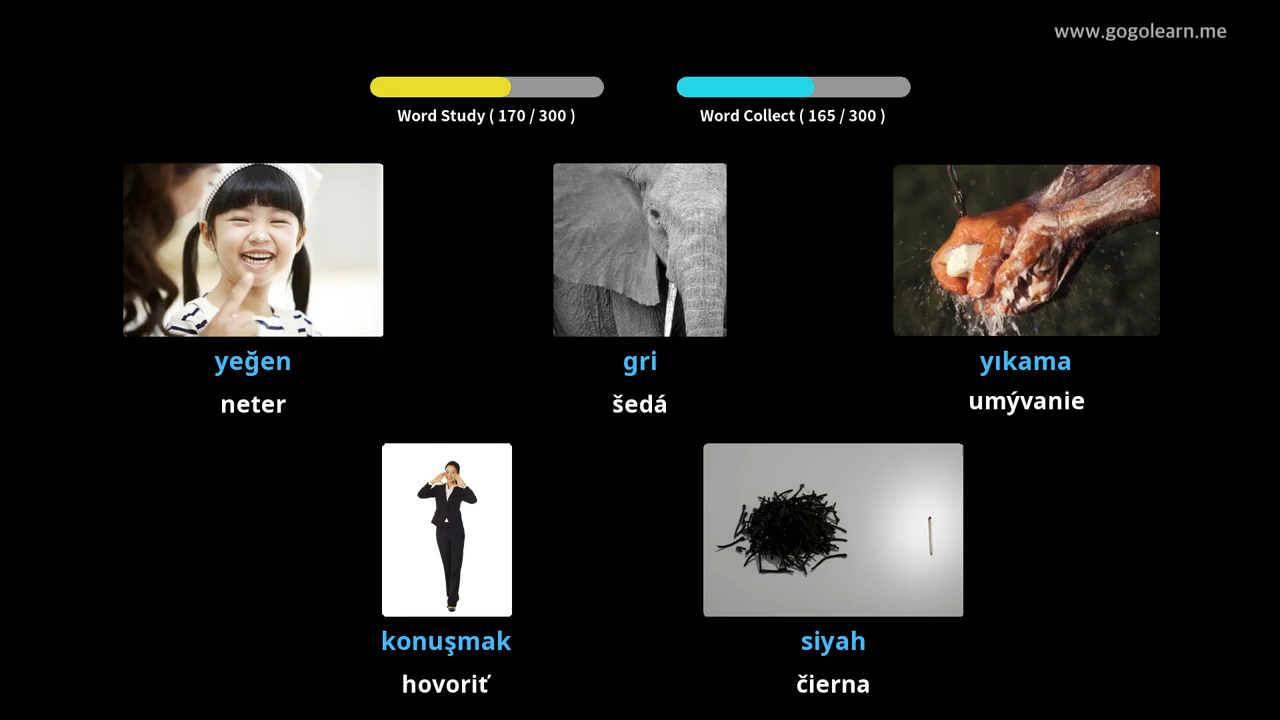 www.gogolearn.me
Word Study ( 170 / 300 )
Word Collect ( 165 / 300 )
yeğen
neter
gri
šedá
yıkama
umývanie
konuşmak
hovoriť
siyah
čierna